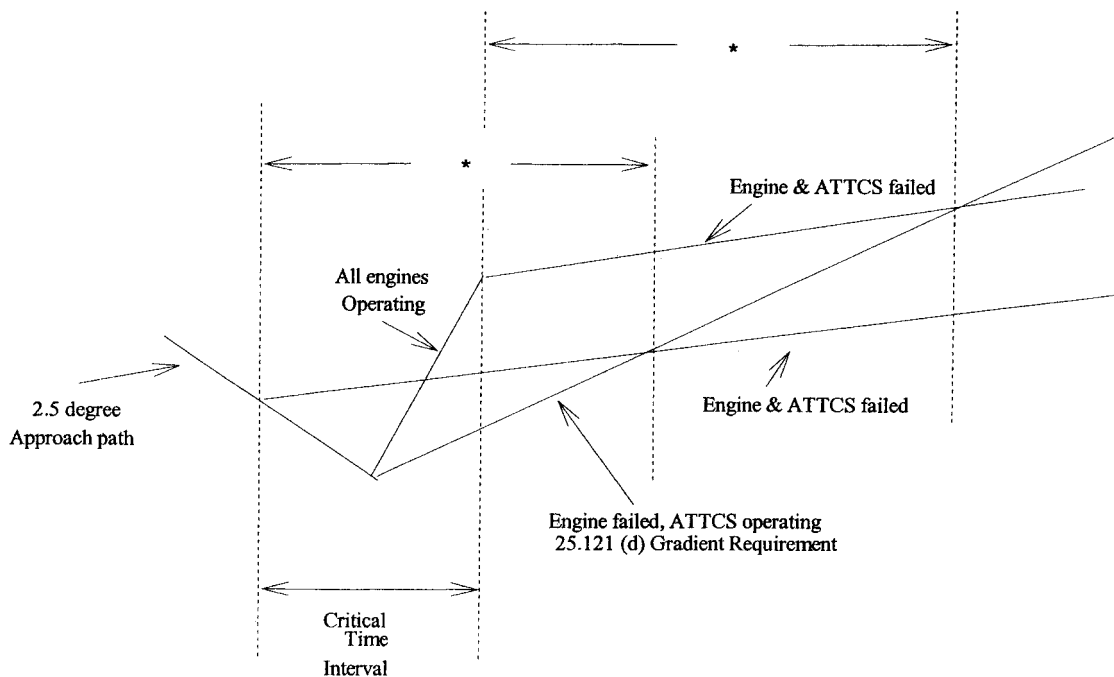 *
*
Engine & ATTCS failed
All engines
Operating
2.5 degree
Approach path
Engine & ATTCS failed
Engine failed, ATTCS operating
25.121 (d) Gradient Requirement
Critical
Time
Interval